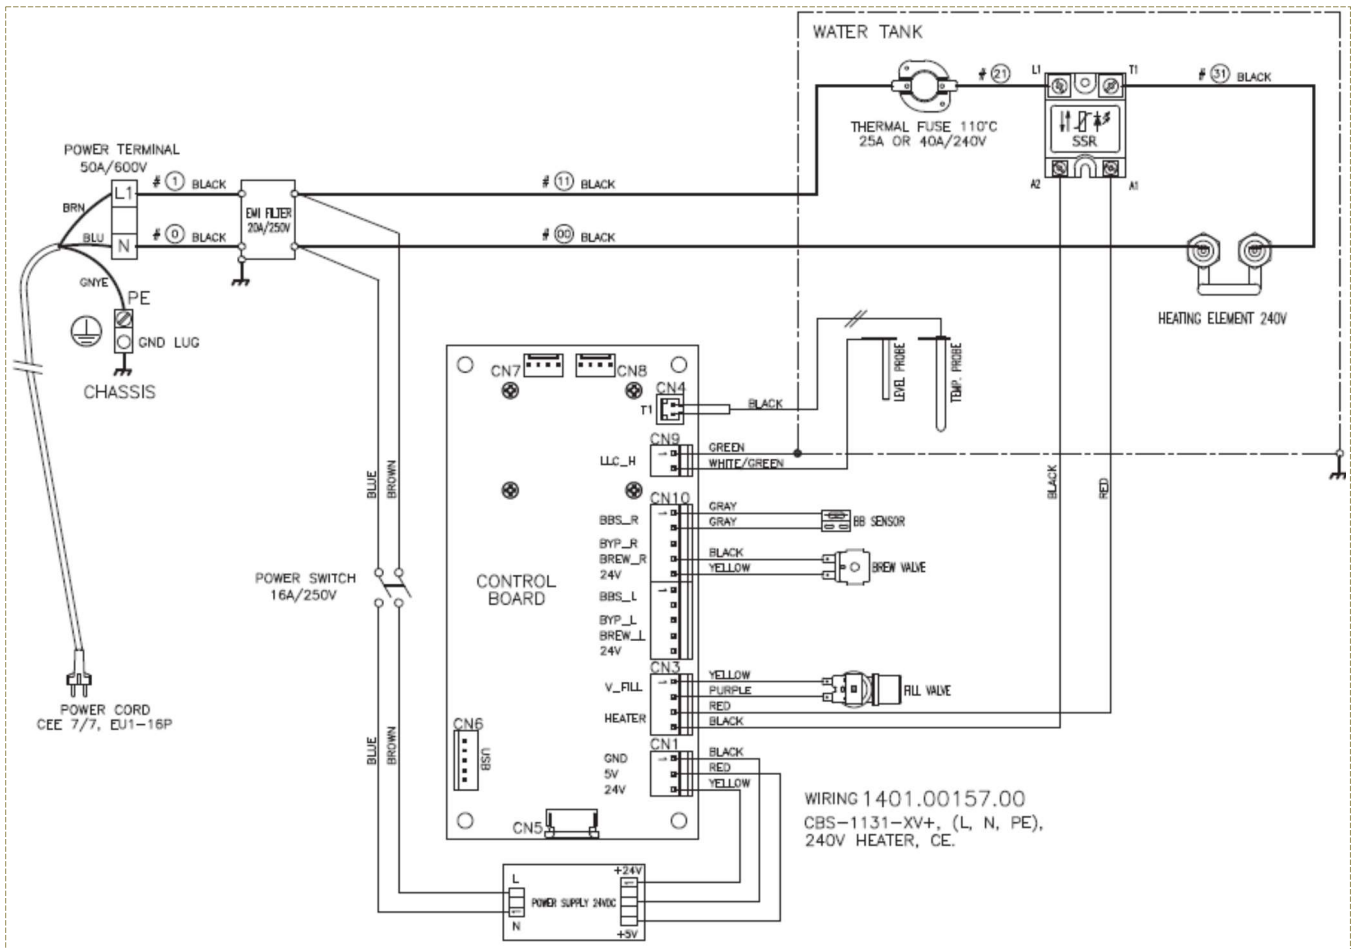 WATER TANK
# 21
L1
T1
# 31 BLACK
THERMAL FUSE 110°C
25A OR 40A/240V
SSR
A2
A1
POWER TERMINAL
50A/600V
L1
# 1 BLACK
# 11 BLACK
BRN
EMI FILTER
20A/250V
BLU
N
# 0 BLACK
# 00 BLACK
GNYE
PE
GND LUG
CHASSIS
HEATING ELEMENT 240V
CN7
CN8
CN4
T1
BLACK
LEVEL PROBE
TEMP. PROBE
CN9
LLC_H
GREEN
WHITE/GREEN
BLUE
BROWN
BLACK
RED
CN10
BBS_R
GRAY
GRAY
BB SENSOR
BYP_R
BREW_R
BLACK
24V
YELLOW
BREW VALVE
POWER SWITCH
16A/250V
CONTROL
BOARD
BBS_L
BYP_L
BREW_L
24V
CN3
V_FILL
YELLOW
PURPLE
FILL VALVE
HEATER
RED
BLACK
POWER CORD
CEE 7/7, EU1-16P
CN6
USB
BLUE
BROWN
CN1
GND
BLACK
5V
RED
24V
YELLOW
WIRING 1401.00157.00
CBS-1131-XV+, (L, N, PE),
240V HEATER, CE.
CN5
L
+24V
POWER SUPPLY 24VDC
N
+5V